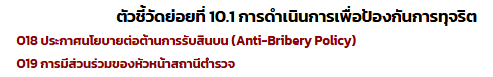 ตัวชี้วัดย่อยที่ 10.1 การดำเนินการเพื่อป้องกันการทุจริต
O18 ประกาศนโยบายต่อต้านการรับสินบน (Anti-Bribery Policy)
O19 การมีส่วนร่วมของหัวหน้าสถานีตำรวจ